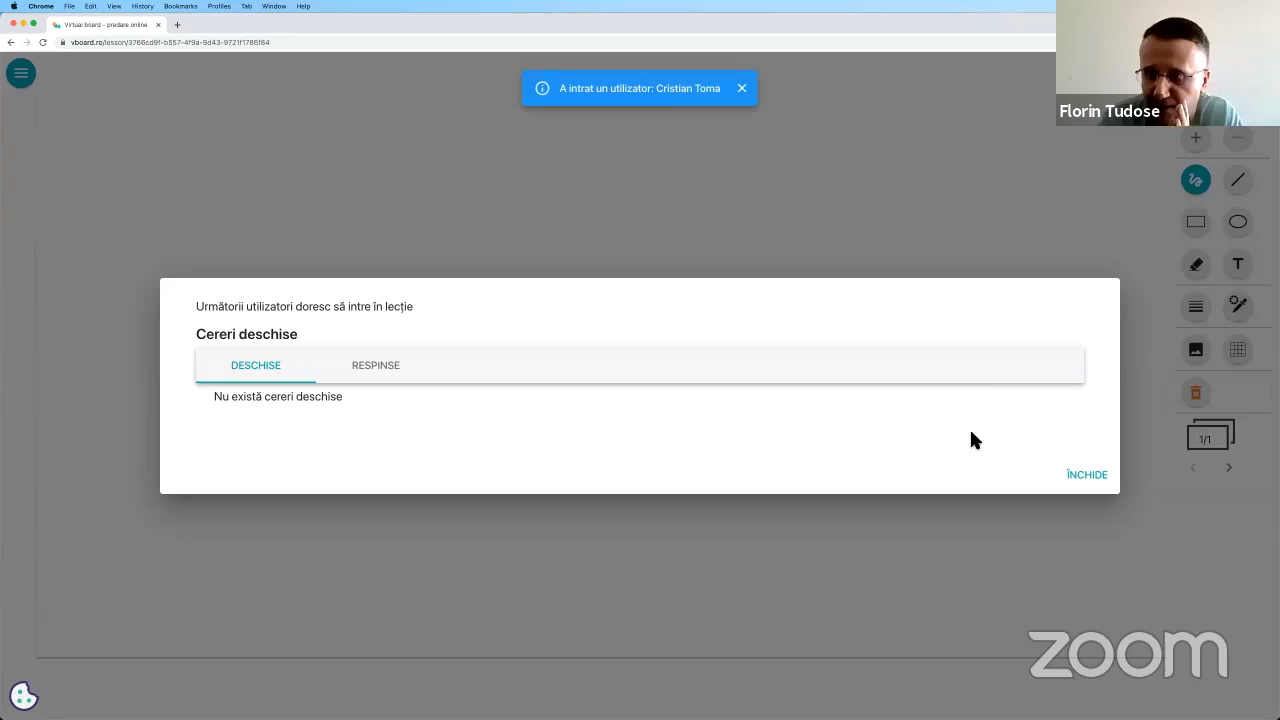 Chrome File Edit View History Bookmarks Profiles Tab Window Help
Virtual board - predare online
vboard.ro/lesson/3766cd9f-b557-4f9a-9d43-9721f1786f84
A intrat un utilizator: Cristian Toma
Florin Tudose
Următorii utilizatori doresc să intre în lecție
Cereri deschise
DESCHISE RESPINSE
Nu există cereri deschise
ÎNCHIDE
T
1/1
zoom